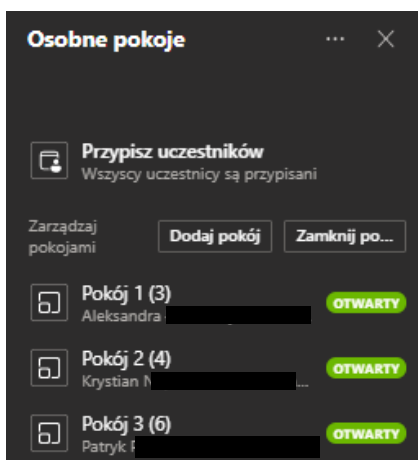 Osobne pokoje ...
Przypisz uczestników
Wszyscy uczestnicy są przypisani
Zarządzaj
pokojami
Dodaj pokój
Zamknij po...
Pokój 1 (3)
OTWARTY
Aleksandra
Pokój 2 (4)
OTWARTY
Krystian N ...
Pokój 3 (6)
OTWARTY
Patryk